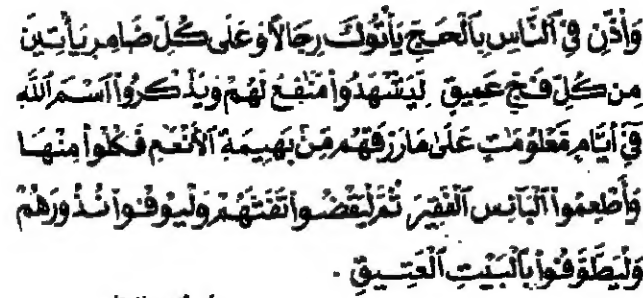 وَأَذِّن فِي ٱلنَّاسِ بِٱلْحَجِّ يَأْتُوكَ رِجَالًا وَعَلَىٰ كُلِّ ضَامِرٍ يَأْتِينَ
مِن كُلِّ فَجٍّ عَمِيقٍ لِّيَشْهَدُوا۟ مَنَٰفِعَ لَهُمْ وَيَذْكُرُوا۟ ٱسْمَ ٱللَّهِ
فِىٓ أَيَّامٍ مَّعْلُومَٰتٍ عَلَىٰ مَا رَزَقَهُم مِّنۢ بَهِيمَةِ ٱلْأَنْعَٰمِ فَكُلُوا۟ مِنْهَا
وَأَطْعِمُوا۟ ٱلْبَآئِسَ ٱلْفَقِيرَ ثُمَّ لْيَقْضُوا۟ تَفَثَهُمْ وَلْيُوفُوا۟ نُذُورَهُمْ
وَلْيَطَّوَّفُوا۟ بِٱلْبَيْتِ ٱلْعَتِيقِ .